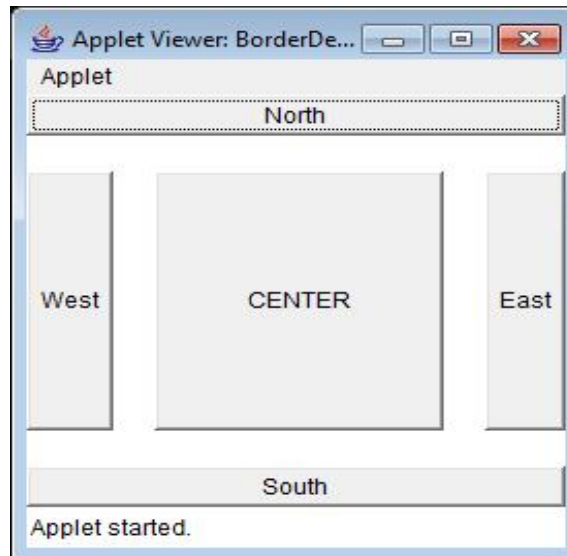 Applet Viewer: BorderDe...
Applet
North
West CENTER East
South
Applet started.